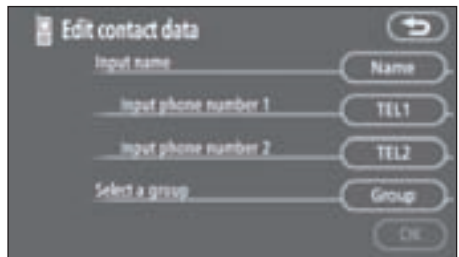 Edit contact data
Input name Name
Input phone number 1 TEL1
Input phone number 2 TEL2
Select a group Group
OK